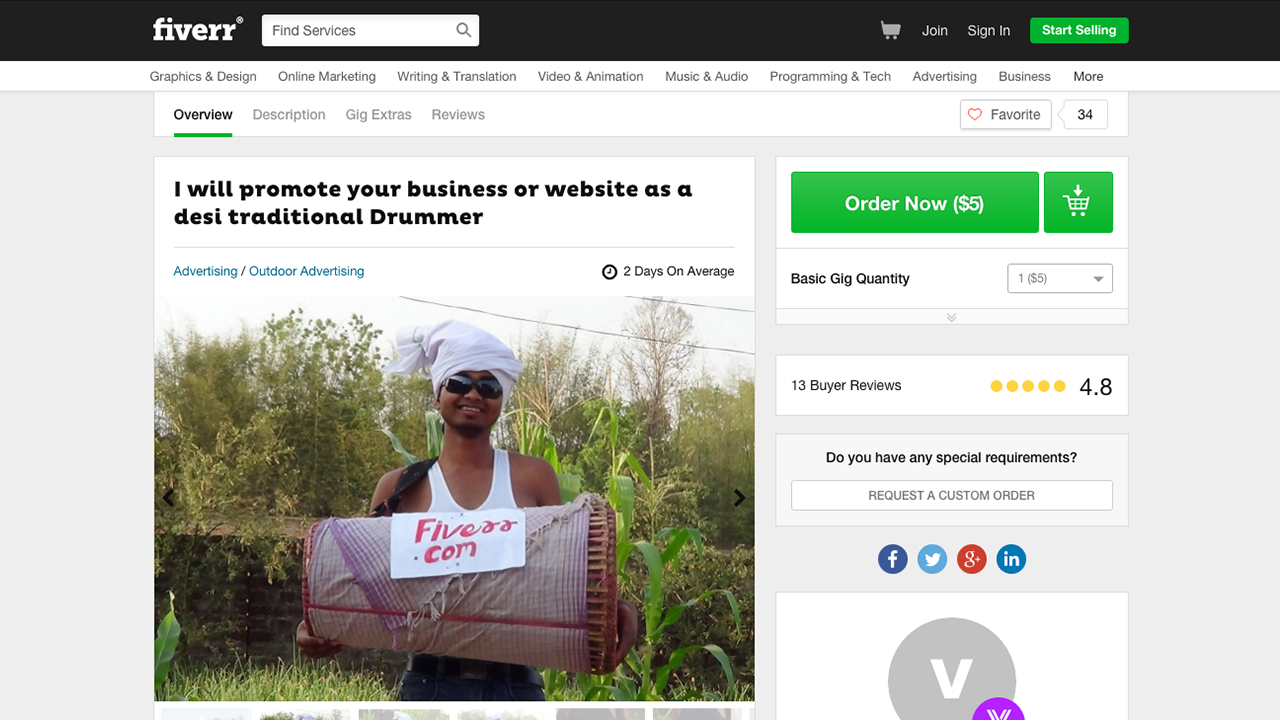 fiverr®
Find Services
Join
Sign In
Start Selling
Graphics & Design
Online Marketing
Writing & Translation
Video & Animation
Music & Audio
Programming & Tech
Advertising
Business
More
Overview
Description
Gig Extras
Reviews
Favorite
34
I will promote your business or website as a
desi traditional Drummer
Advertising / Outdoor Advertising
2 Days On Average
Fiverr
.com
Order Now ($5)
Basic Gig Quantity
1 ($5)
13 Buyer Reviews
4.8
Do you have any special requirements?
REQUEST A CUSTOM ORDER
f
g+
in
V